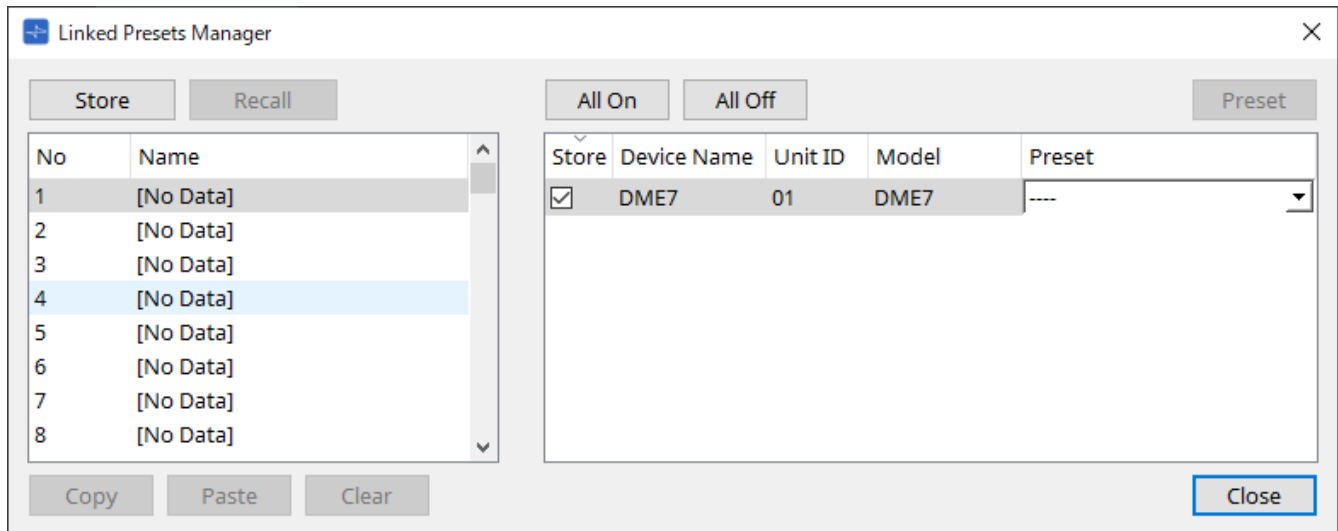 Linked Presets Manager
Store Recall All On All Off Preset
No Name Store Device Name Unit ID Model Preset
1 [No Data] DME7 01 DME7 ----
2 [No Data]
3 [No Data]
4 [No Data]
5 [No Data]
6 [No Data]
7 [No Data]
8 [No Data]
Copy Paste Clear Close